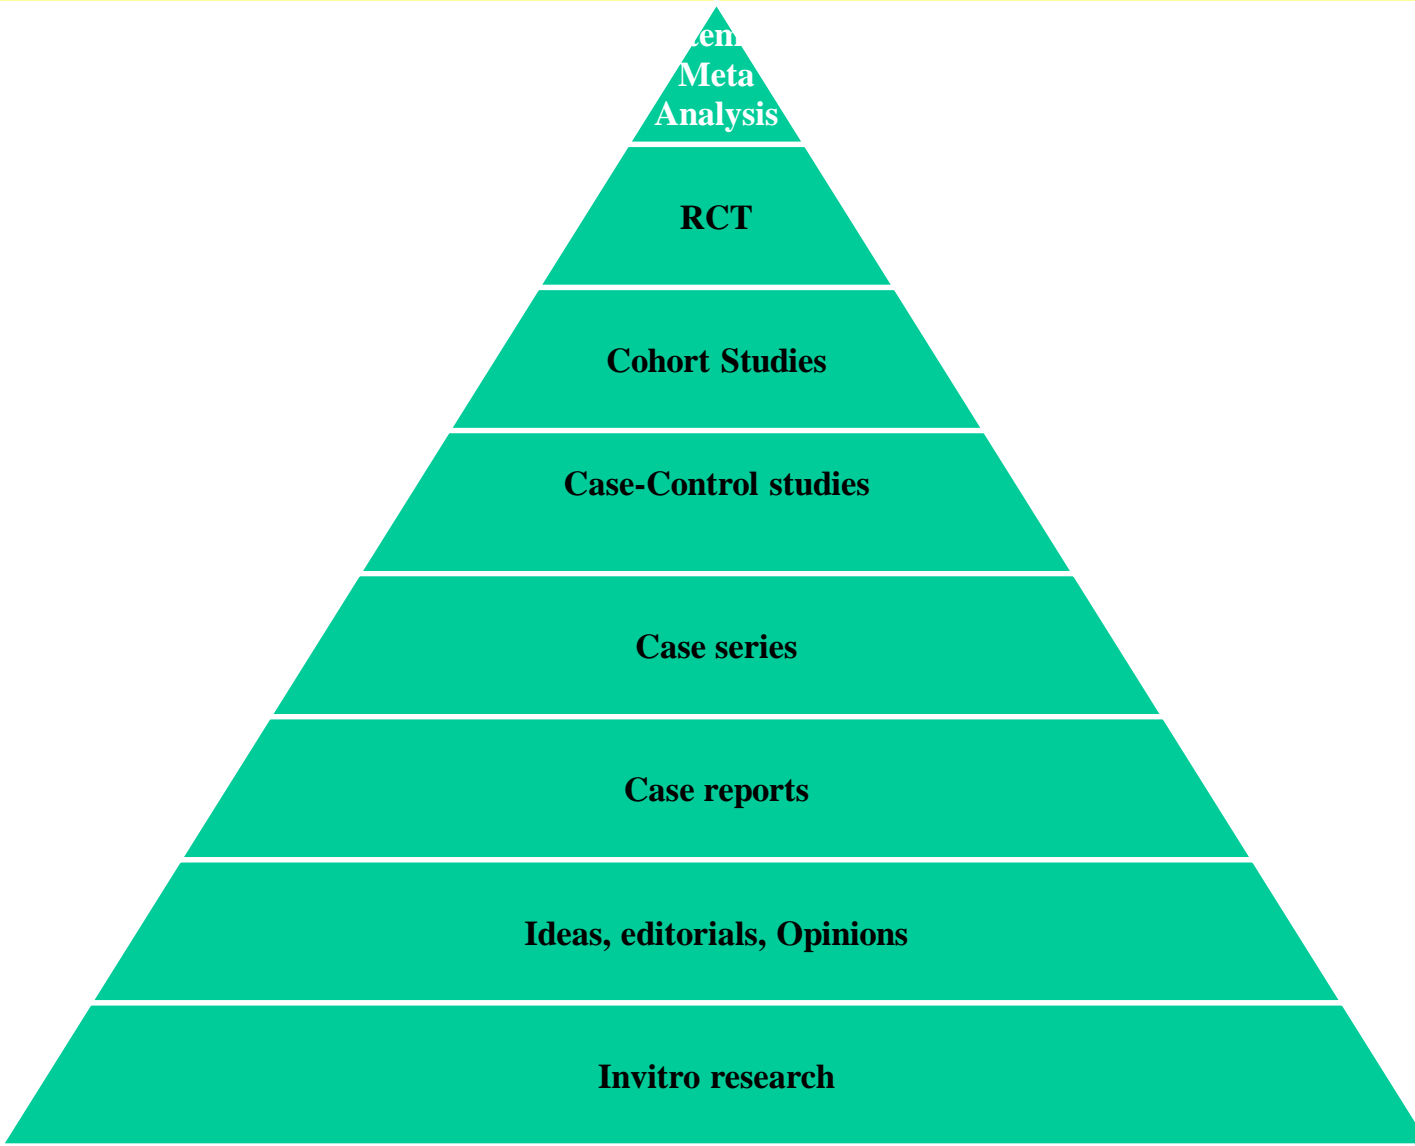 Meta
Analysis
RCT
Cohort Studies
Case-Control studies
Case series
Case reports
Ideas, editorials, Opinions
Invitro research